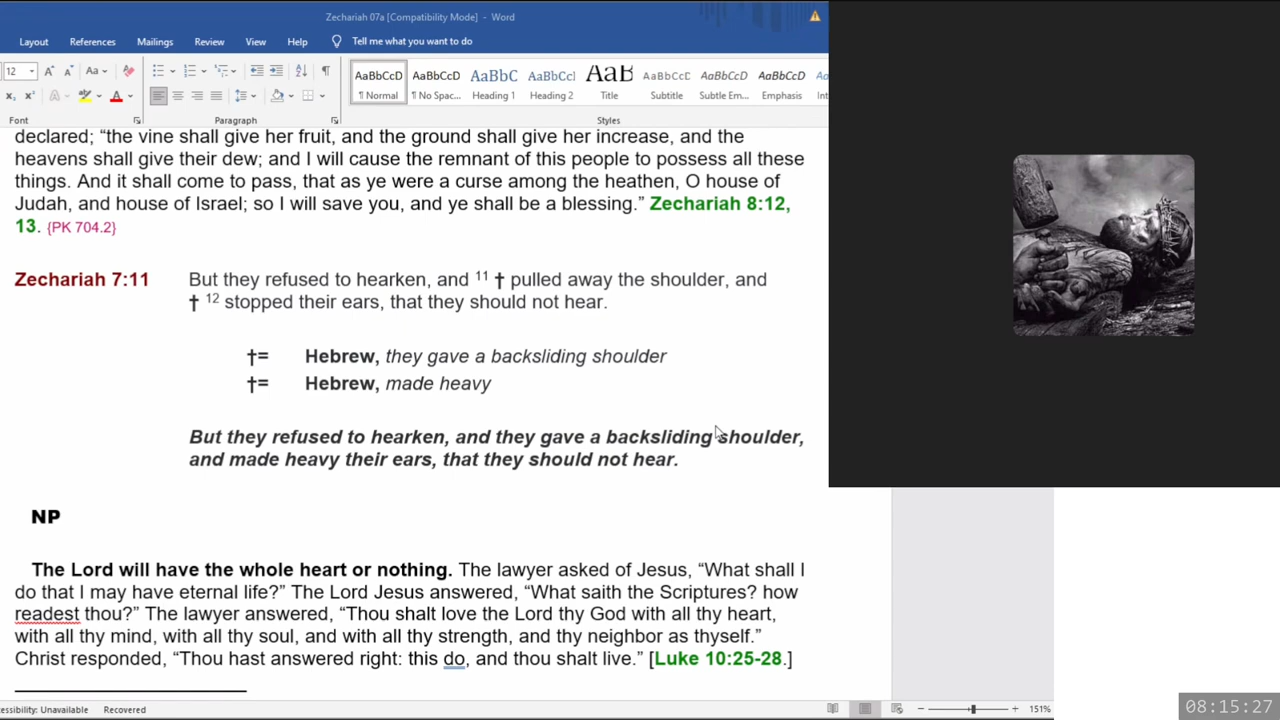 Zechariah 07a [Compatibility Mode] - Word
Layout References Mailings Review View Help Tell me what you want to do
12 Aa
AaBbCcD AaBbCcD AaBbC AaBbCcl AaB AaBbCcD AaBbCcD AaBbCcD
¶ Normal ¶ No Spac... Heading 1 Heading 2 Title Subtitle Subtle Em... Emphasis
Font Paragraph Styles
declared; “the vine shall give her fruit, and the ground shall give her increase, and the
heavens shall give their dew; and I will cause the remnant of this people to possess all these
things. And it shall come to pass, that as ye were a curse among the heathen, O house of
Judah, and house of Israel; so I will save you, and ye shall be a blessing.” Zechariah 8:12,
13. {PK 704.2}
Zechariah 7:11 But they refused to hearken, and 11 † pulled away the shoulder, and
† 12 stopped their ears, that they should not hear.
†= Hebrew, they gave a backsliding shoulder
†= Hebrew, made heavy
But they refused to hearken, and they gave a backsliding shoulder,
and made heavy their ears, that they should not hear.
NP
The Lord will have the whole heart or nothing. The lawyer asked of Jesus, “What shall I
do that I may have eternal life?” The Lord Jesus answered, “What saith the Scriptures? how
readest thou?” The lawyer answered, “Thou shalt love the Lord thy God with all thy heart,
with all thy mind, with all thy soul, and with all thy strength, and thy neighbor as thyself.”
Christ responded, “Thou hast answered right: this do, and thou shalt live.” [Luke 10:25-28.]
essibility: Unavailable Recovered 151%
08:15:27